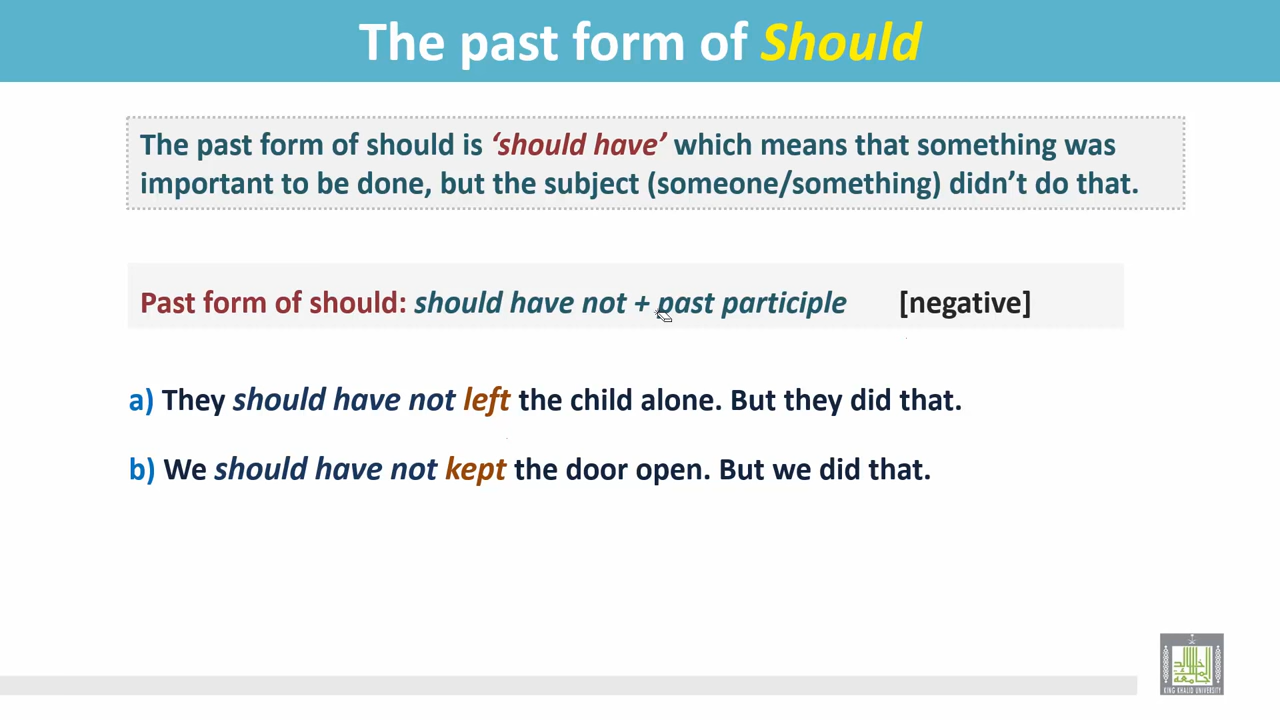 The past form of Should
The past form of should is ‘should have’ which means that something was
important to be done, but the subject (someone/something) didn’t do that.
Past form of should: should have not + past participle [negative]
a) They should have not left the child alone. But they did that.
b) We should have not kept the door open. But we did that.
KING KHALID UNIVERSITY